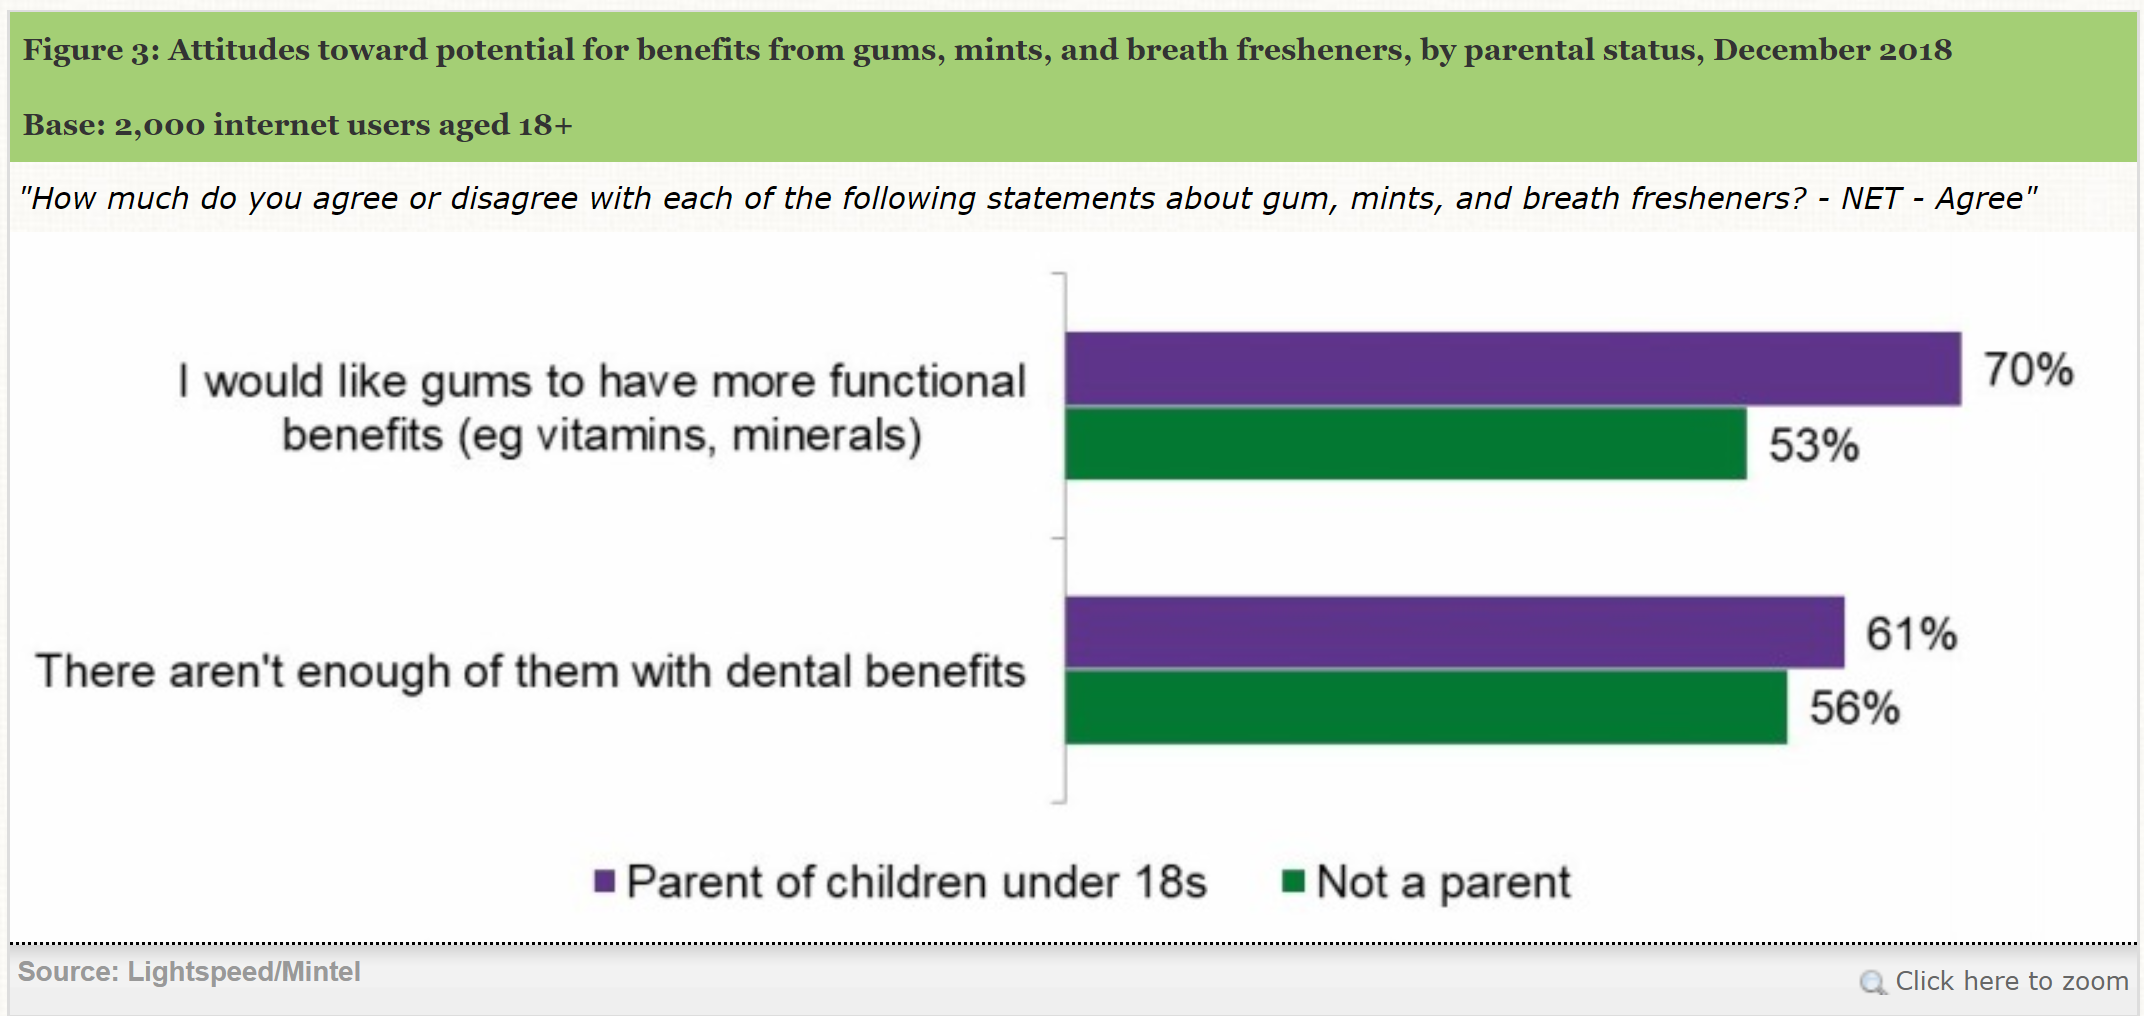 Figure 3: Attitudes toward potential for benefits from gums, mints, and breath fresheners, by parental status, December 2018
Base: 2,000 internet users aged 18+
"How much do you agree or disagree with each of the following statements about gum, mints, and breath fresheners? - NET - Agree"
I would like gums to have more functional
benefits (eg vitamins, minerals)
70%
53%
There aren't enough of them with dental benefits
61%
56%
Parent of children under 18s
Not a parent
Source: Lightspeed/Mintel
Click here to zoom